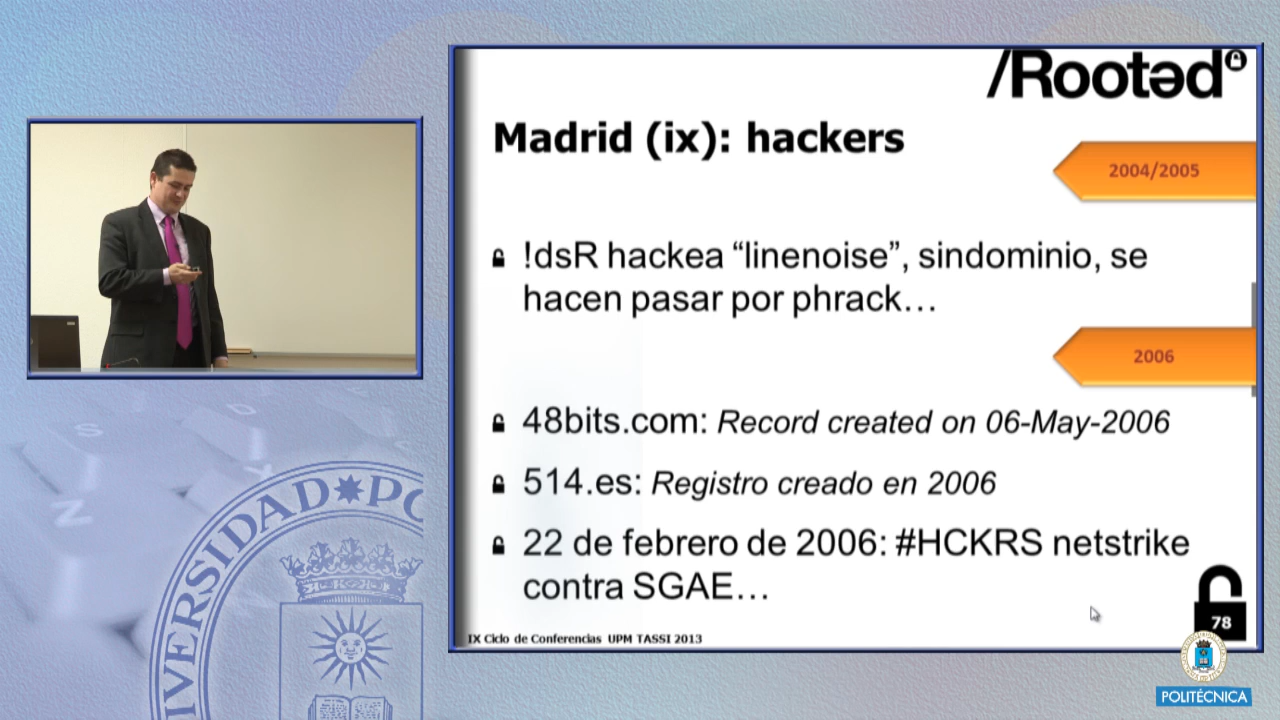 /Rootəd
Madrid (ix): hackers
2004/2005
!dsR hackea “linenoise”, sindominio, se
hacen pasar por phrack…
2006
48bits.com: Record created on 06-May-2006
514.es: Registro creado en 2006
22 de febrero de 2006: #HCKRS netstrike
contra SGAE…
78
IX Ciclo de Conferencias UPM TASSI 2013
POLITÉCNICA
VERSIDAD PO
S
N